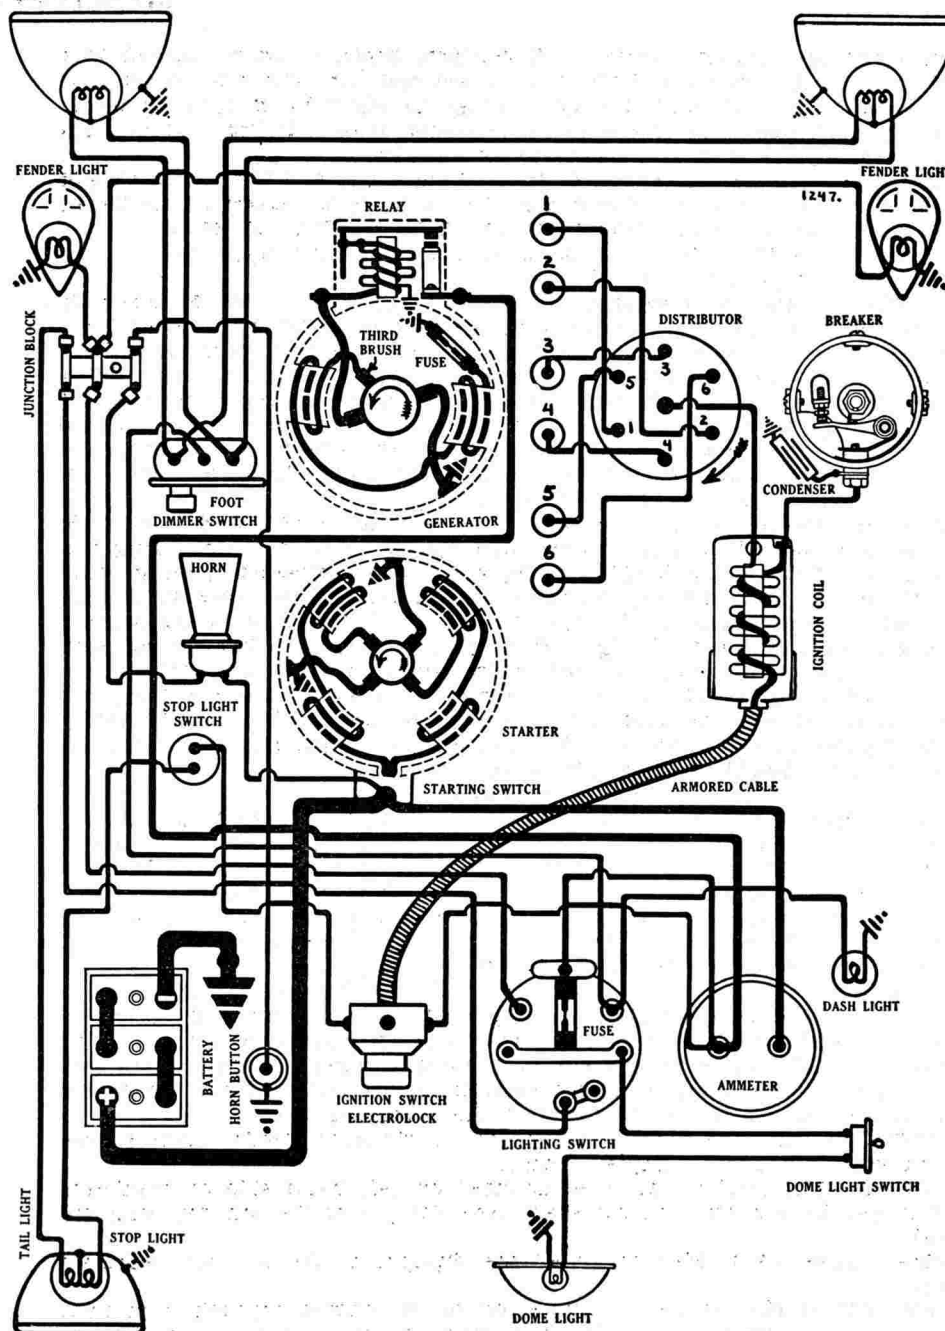 FENDER LIGHT
FENDER LIGHT
1247.
RELAY
1
2
3
4
5
6
THIRD
BRUSH
FUSE
GENERATOR
DISTRIBUTOR
3
5
6
1
2
4
BREAKER
CONDENSER
JUNCTION BLOCK
FOOT
DIMMER SWITCH
HORN
IGNITION COIL
STOP LIGHT
SWITCH
STARTER
STARTING SWITCH
ARMORED CABLE
DASH LIGHT
FUSE
AMMETER
BATTERY
HORN BUTTON
IGNITION SWITCH
ELECTROLOCK
LIGHTING SWITCH
DOME LIGHT SWITCH
TAIL LIGHT
STOP LIGHT
DOME LIGHT